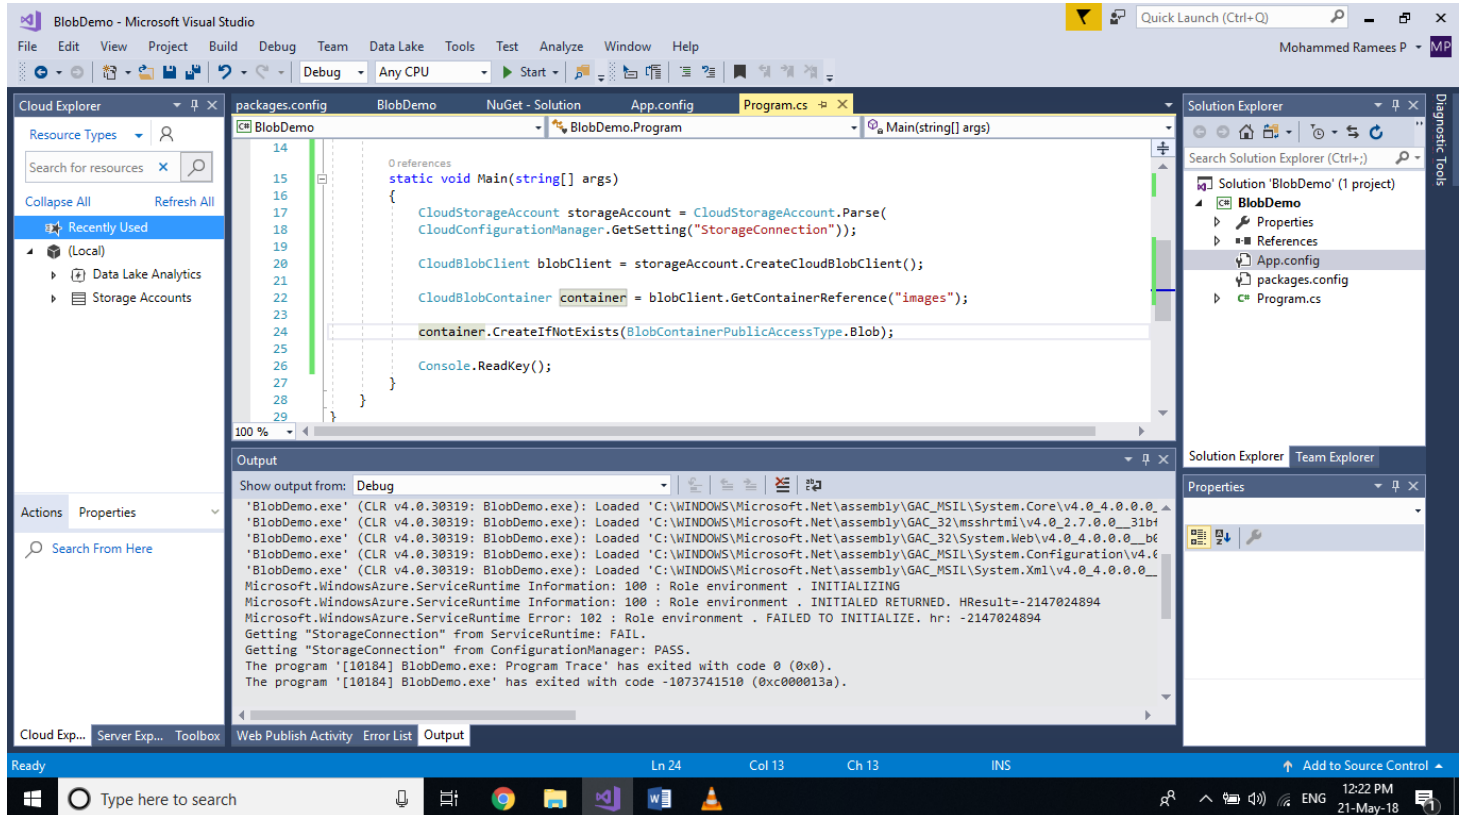 BlobDemo - Microsoft Visual Studio
Quick Launch (Ctrl+Q)
File Edit View Project Build Debug Team Data Lake Tools Test Analyze Window Help
Mohammed Ramees P MP
Debug Any CPU Start
Cloud Explorer
packages.config BlobDemo NuGet - Solution App.config Program.cs
Solution Explorer
Diagnostic Tools
Resource Types
BlobDemo BlobDemo.Program Main(string[] args)
Search for resources
Search Solution Explorer (Ctrl+;)
Collapse All Refresh All
Recently Used
(Local)
Data Lake Analytics
Storage Accounts
14
0 references
15 static void Main(string[] args)
16 {
17 CloudStorageAccount storageAccount = CloudStorageAccount.Parse(
18 CloudConfigurationManager.GetSetting("StorageConnection"));
19
20 CloudBlobClient blobClient = storageAccount.CreateCloudBlobClient();
21
22 CloudBlobContainer container = blobClient.GetContainerReference("images");
23
24 container.CreateIfNotExists(BlobContainerPublicAccessType.Blob);
25
26 Console.ReadKey();
27 }
28 }
29 }
100 %
Solution 'BlobDemo' (1 project)
BlobDemo
Properties
References
App.config
packages.config
Program.cs
Solution Explorer Team Explorer
Properties
Actions Properties
Search From Here
Output
Show output from: Debug
'BlobDemo.exe' (CLR v4.0.30319: BlobDemo.exe): Loaded 'C:\WINDOWS\Microsoft.Net\assembly\GAC_MSIL\System.Core\v4.0_4.0.0.0_
'BlobDemo.exe' (CLR v4.0.30319: BlobDemo.exe): Loaded 'C:\WINDOWS\Microsoft.Net\assembly\GAC_32\msshrtmi\v4.0_2.7.0.0__31bf
'BlobDemo.exe' (CLR v4.0.30319: BlobDemo.exe): Loaded 'C:\WINDOWS\Microsoft.Net\assembly\GAC_32\System.Web\v4.0_4.0.0.0__b0
'BlobDemo.exe' (CLR v4.0.30319: BlobDemo.exe): Loaded 'C:\WINDOWS\Microsoft.Net\assembly\GAC_MSIL\System.Configuration\v4.0
'BlobDemo.exe' (CLR v4.0.30319: BlobDemo.exe): Loaded 'C:\WINDOWS\Microsoft.Net\assembly\GAC_MSIL\System.Xml\v4.0_4.0.0.0__
Microsoft.WindowsAzure.ServiceRuntime Information: 100 : Role environment . INITIALIZING
Microsoft.WindowsAzure.ServiceRuntime Information: 100 : Role environment . INITIALED RETURNED. HResult=-2147024894
Microsoft.WindowsAzure.ServiceRuntime Error: 102 : Role environment . FAILED TO INITIALIZE. hr: -2147024894
Getting "StorageConnection" from ServiceRuntime: FAIL.
Getting "StorageConnection" from ConfigurationManager: PASS.
The program '[10184] BlobDemo.exe: Program Trace' has exited with code 0 (0x0).
The program '[10184] BlobDemo.exe' has exited with code -1073741510 (0xc000013a).
Cloud Exp... Server Exp... Toolbox Web Publish Activity Error List Output
Ready Ln 24 Col 13 Ch 13 INS Add to Source Control
Type here to search
ENG 12:22 PM
21-May-18
1